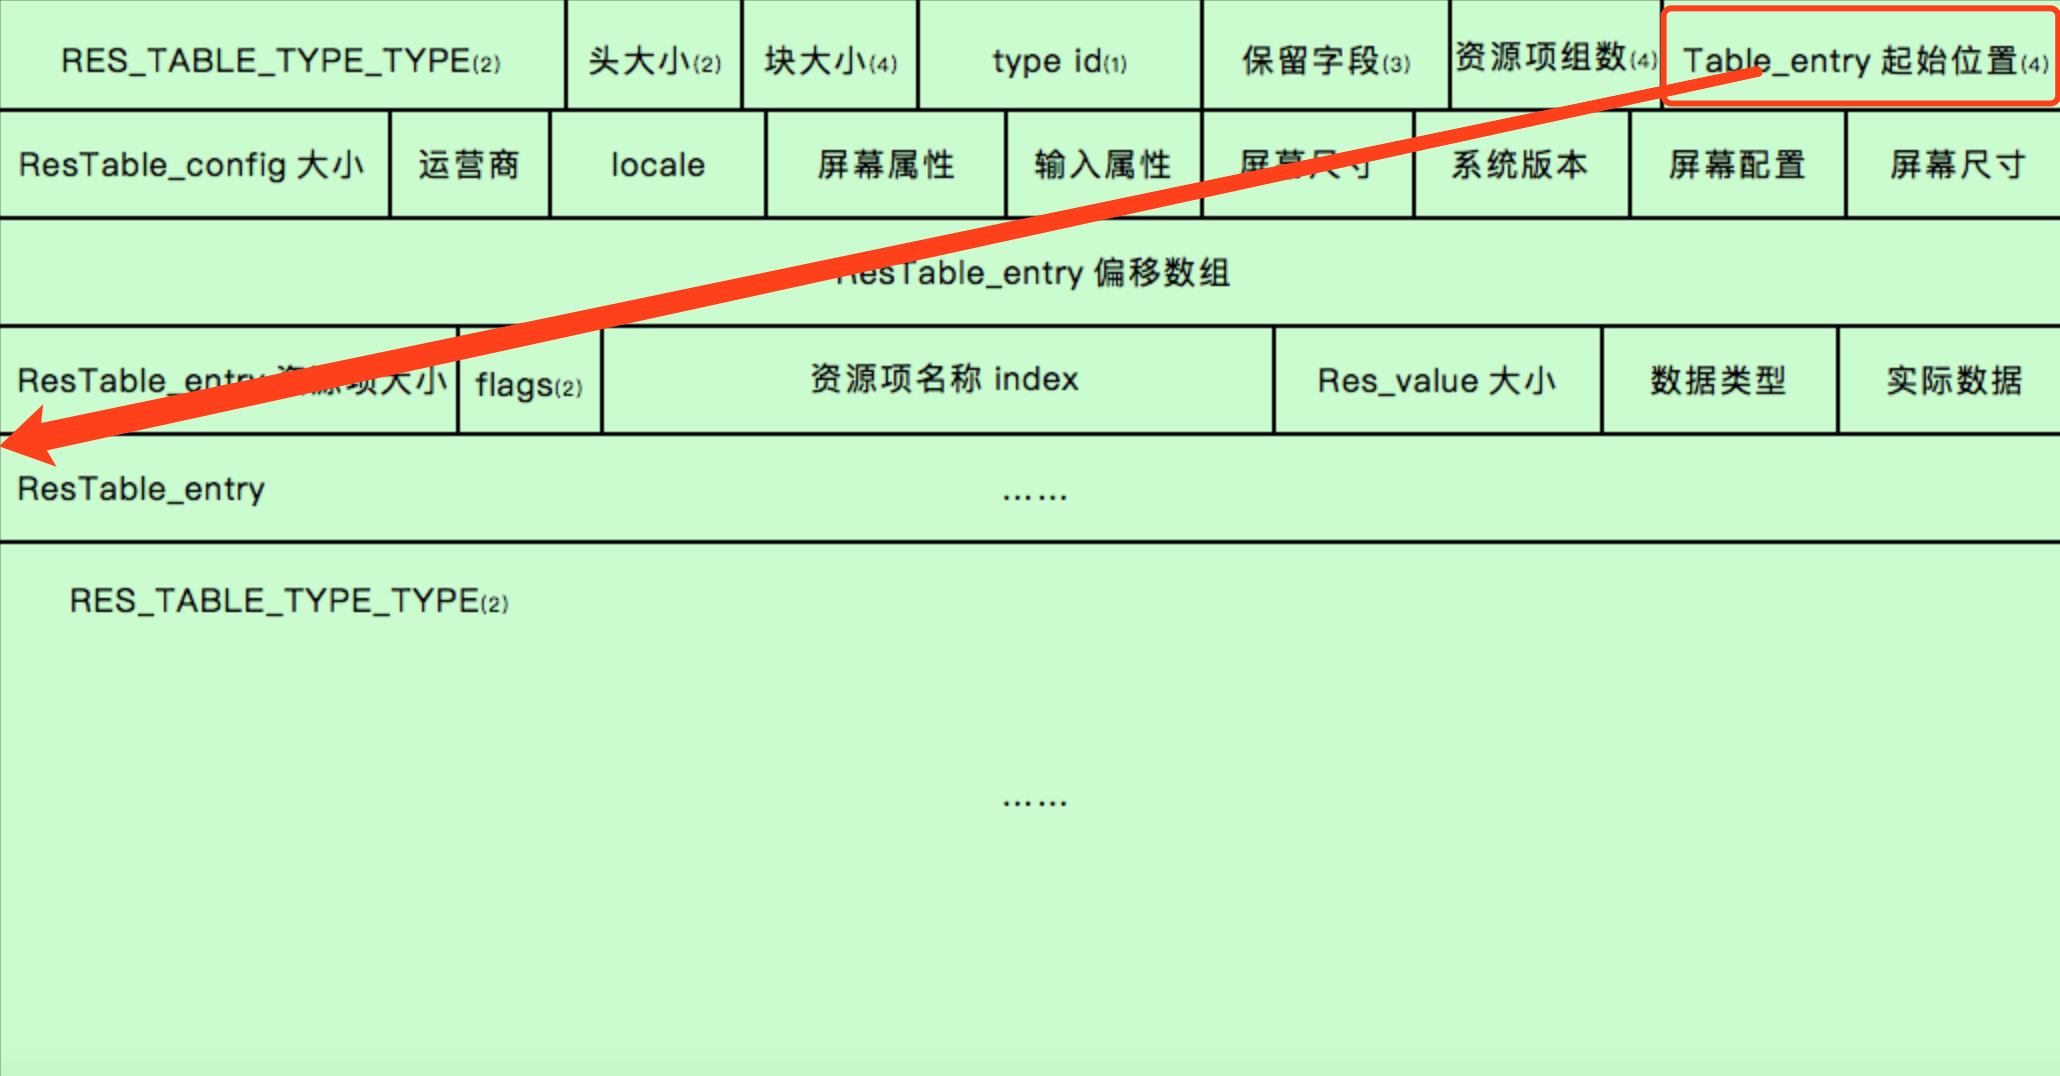 RES_TABLE_TYPE_TYPE(2) 头大小(2) 块大小(4) type id(1) 保留字段(3) 资源项组数(4) Table_entry 起始位置(4)
ResTable_config 大小 运营商 locale 屏幕属性 输入属性 屏幕尺寸 系统版本 屏幕配置 屏幕尺寸
ResTable_entry 偏移数组
ResTable_entry 资源项大小 flags(2) 资源项名称 index Res_value 大小 数据类型 实际数据
ResTable_entry ……
RES_TABLE_TYPE_TYPE(2)
……